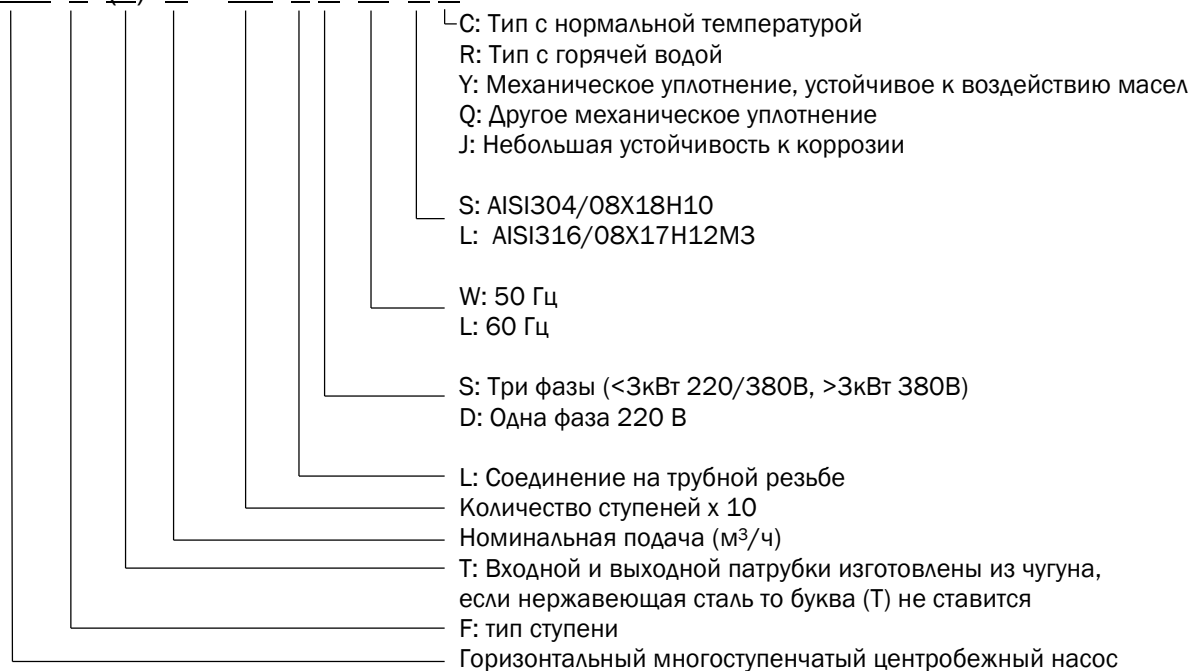 C: Тип с нормальной температурой
R: Тип с горячей водой
Y: Механическое уплотнение, устойчивое к воздействию масел
Q: Другое механическое уплотнение
J: Небольшая устойчивость к коррозии
S: AISI304/08X18H10
L: AISI316/08X17H12M3
W: 50 Гц
L: 60 Гц
S: Три фазы (<3кВт 220/380В, >3кВт 380В)
D: Одна фаза 220 В
L: Соединение на трубной резьбе
Количество ступеней x 10
Номинальная подача (м³/ч)
T: Входной и выходной патрубки изготовлены из чугуна,
если нержавеющая сталь то буква (T) не ставится
F: тип ступени
Горизонтальный многоступенчатый центробежный насос